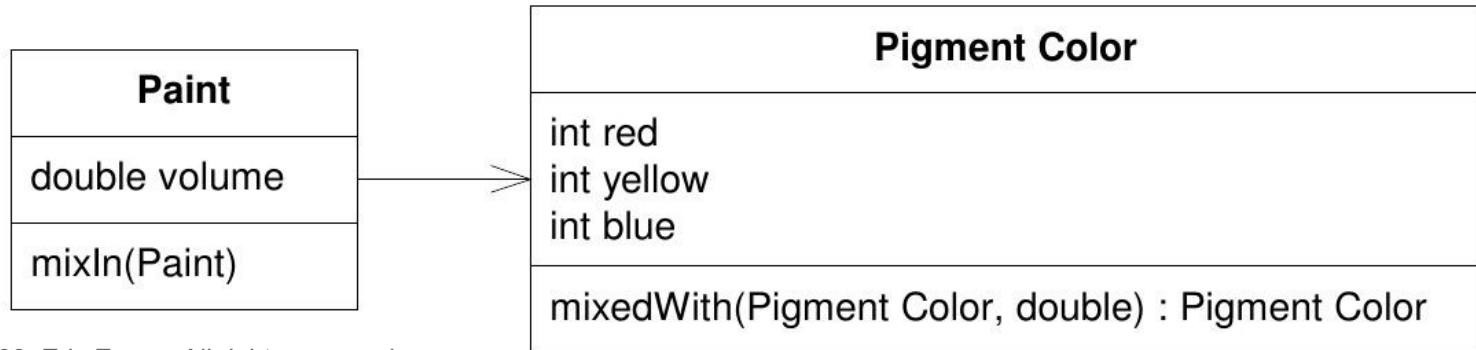 Paint
double volume
mixIn(Paint)
Pigment Color
int red
int yellow
int blue
mixedWith(Pigment Color, double) : Pigment Color